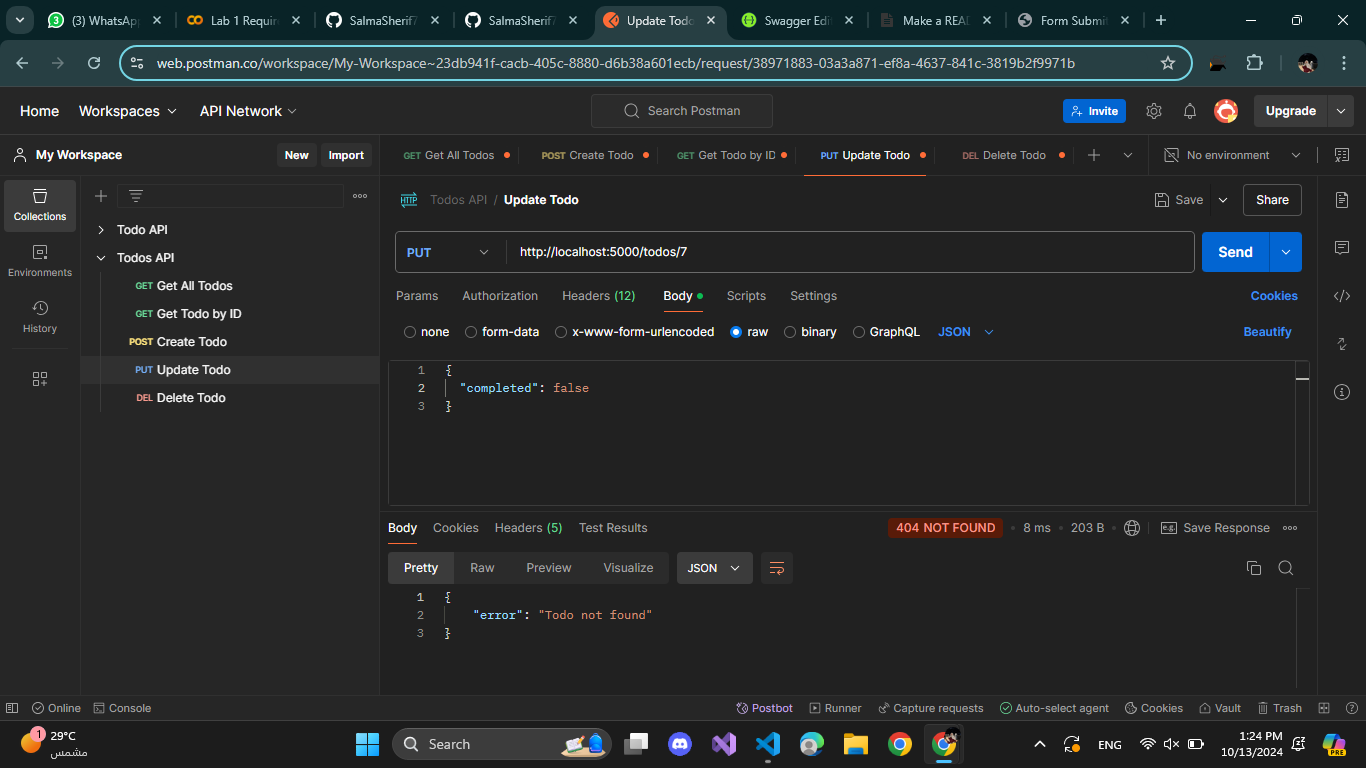 (3) WhatsApp
Lab 1 Require
SalmaSherif7
SalmaSherif7
Update Todo
Swagger Edit
Make a READ
Form Submit
web.postman.co/workspace/My-Workspace~23db941f-cacb-405c-8880-d6b38a601ecb/request/38971883-03a3a871-ef8a-4637-841c-3819b2f9971b
Home Workspaces API Network Search Postman Invite Upgrade
My Workspace New Import
GET Get All Todos POST Create Todo GET Get Todo by ID PUT Update Todo DEL Delete Todo No environment
Collections
Environments
History
Todo API
Todos API
GET Get All Todos
GET Get Todo by ID
POST Create Todo
PUT Update Todo
DEL Delete Todo
HTTP Todos API / Update Todo Save Share
PUT http://localhost:5000/todos/7 Send
Params Authorization Headers (12) Body Scripts Settings Cookies
none form-data x-www-form-urlencoded raw binary GraphQL JSON Beautify
1 {
2 "completed": false
3 }
Body Cookies Headers (5) Test Results 404 NOT FOUND 8 ms 203 B e.g. Save Response
Pretty Raw Preview Visualize JSON
1 {
2 "error": "Todo not found"
3 }
Online Console Postbot Runner Capture requests Auto-select agent Cookies Vault Trash
1 29°C
مشمس
Search
ENG
1:24 PM
10/13/2024
PRE